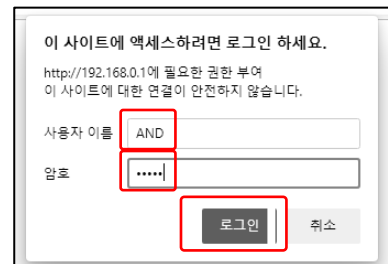 이 사이트에 액세스하려면 로그인 하세요.
http://192.168.0.1에 필요한 권한 부여
이 사이트에 대한 연결이 안전하지 않습니다.
사용자 이름 AND
암호 •••••
로그인 취소